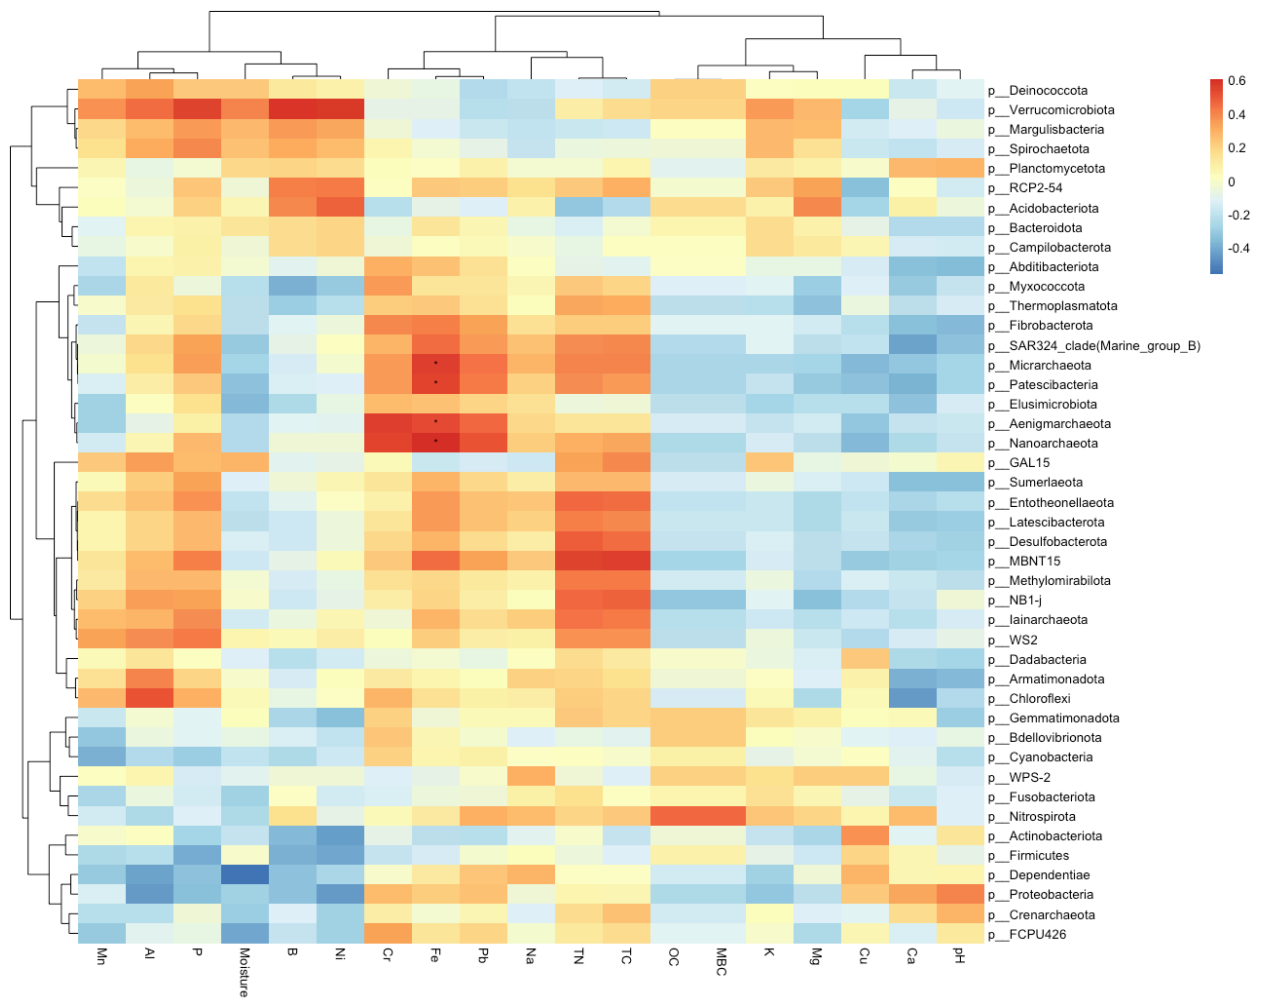 p__Deinococcota
p__Verrucomicrobiota
p__Margulisbacteria
p__Spirochaetota
p__Planctomycetota
p__RCP2-54
p__Acidobacteriota
p__Bacteroidota
p__Campilobacterota
p__Abditibacteriota
p__Myxococcota
p__Thermoplasmatota
p__Fibrobacterota
p__SAR324_clade(Marine_group_B)
p__Micrarchaeota
p__Patescibacteria
p__Elusimicrobiota
p__Aenigmarchaeota
p__Nanoarchaeota
p__GAL15
p__Sumerlaeota
p__Entotheonellaeota
p__Latescibacterota
p__Desulfobacterota
p__MBNT15
p__Methylomirabilota
p__NB1-j
p__Iainarchaeota
p__WS2
p__Dadabacteria
p__Armatimonadota
p__Chloroflexi
p__Gemmatimonadota
p__Bdellovibrionota
p__Cyanobacteria
p__WPS-2
p__Fusobacteriota
p__Nitrospirota
p__Actinobacteriota
p__Firmicutes
p__Dependentiae
p__Proteobacteria
p__Crenarchaeota
p__FCPU426
Mn
Al
P
Moisture
B
Ni
Cr
Fe
Pb
Na
TN
TC
OC
MBC
K
Mg
Cu
Ca
pH
0.6
0.4
0.2
0
-0.2
-0.4